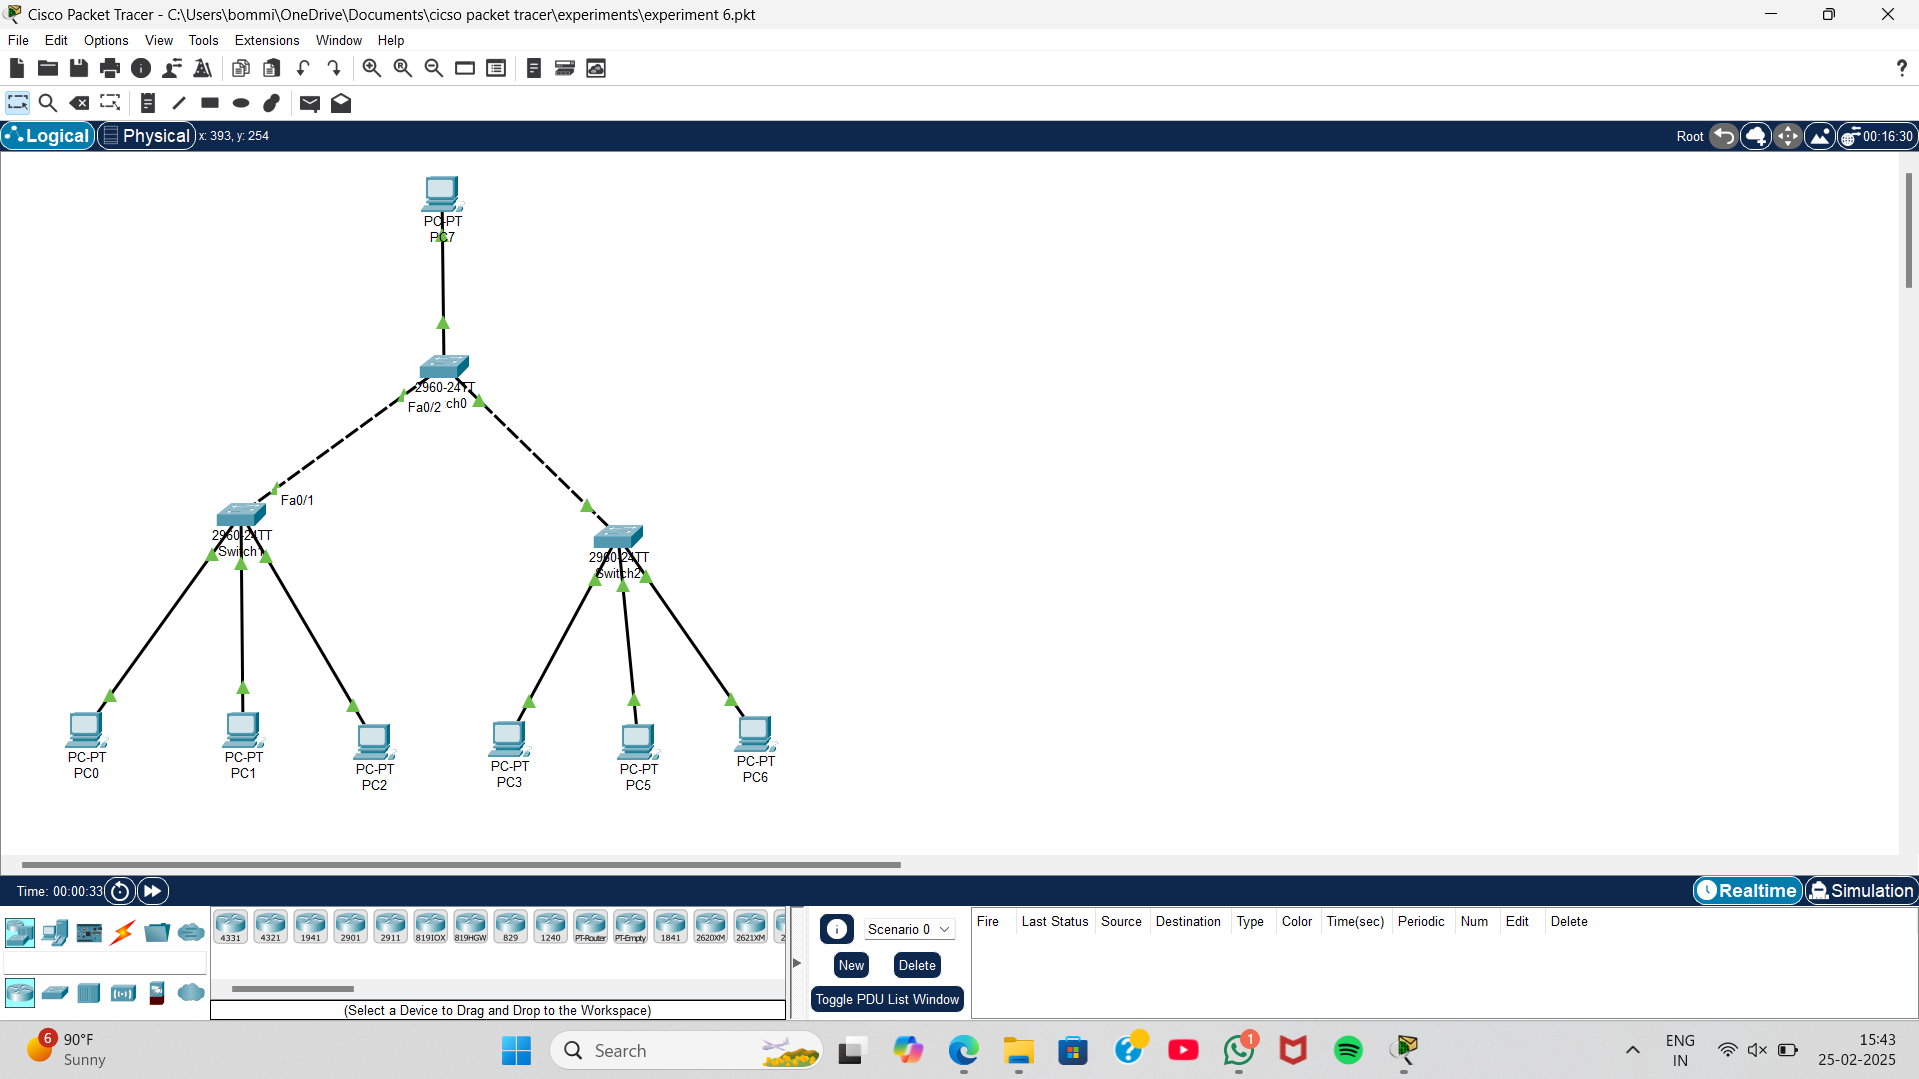 Cisco Packet Tracer - C:\Users\bommi\OneDrive\Documents\cicso packet tracer\experiments\experiment 6.pkt
File Edit Options View Tools Extensions Window Help
?
Logical Physical x: 393, y: 254 Root 00:16:30
PC-PT
PC7
2960-24TT
Fa0/2 ch0
Fa0/1
2960-24TT
Switch1
2960-24TT
Switch2
PC-PT
PC0
PC-PT
PC1
PC-PT
PC2
PC-PT
PC3
PC-PT
PC5
PC-PT
PC6
Time: 00:00:33 Realtime Simulation
4331 4321 1941 2901 2911 819IOX 819HGW 829 1240 PT-Router PT-Empty 1841 2620XM 2621XM 2
(Select a Device to Drag and Drop to the Workspace)
Scenario 0
New Delete
Toggle PDU List Window
Fire Last Status Source Destination Type Color Time(sec) Periodic Num Edit Delete
6 90°F
Sunny
Search
1
ENG
IN
15:43
25-02-2025